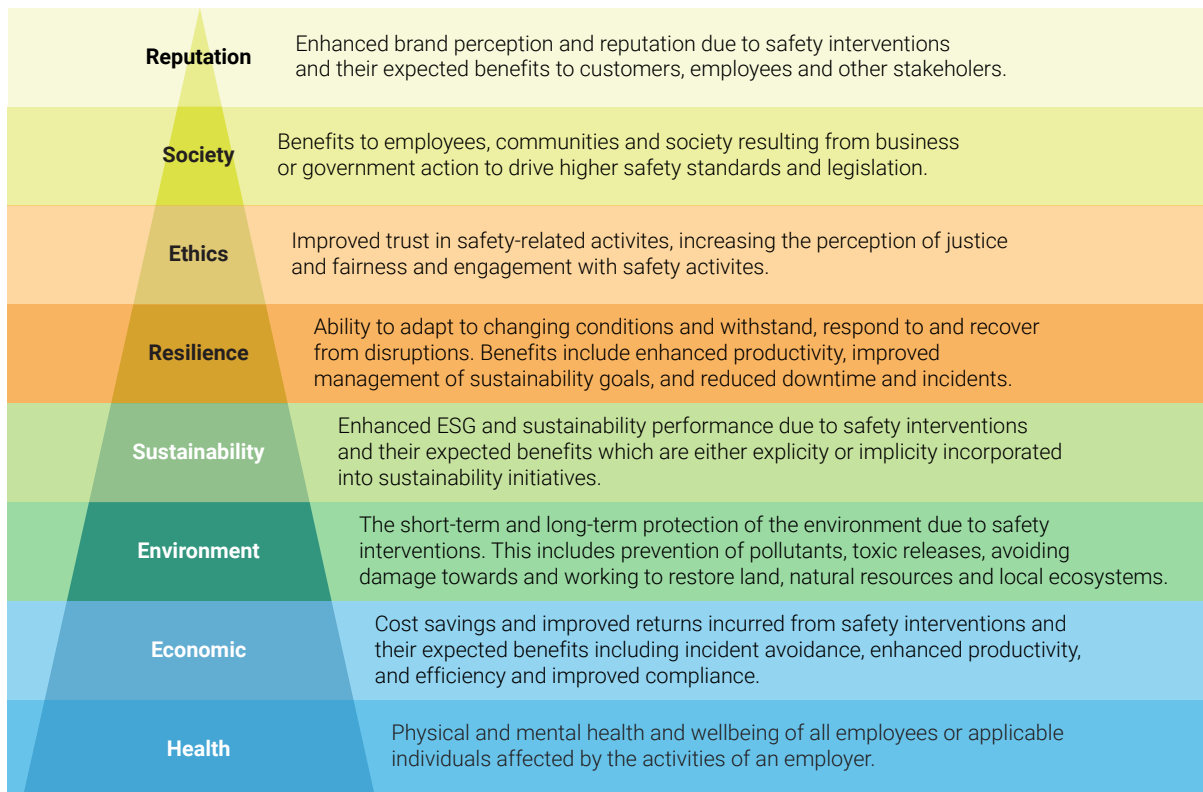 Reputation
Enhanced brand perception and reputation due to safety interventions
and their expected benefits to customers, employees and other stakeholers.
Society
Benefits to employees, communities and society resulting from business
or government action to drive higher safety standards and legislation.
Ethics
Improved trust in safety-related activites, increasing the perception of justice
and fairness and engagement with safety activites.
Resilience
Ability to adapt to changing conditions and withstand, respond to and recover
from disruptions. Benefits include enhanced productivity, improved
management of sustainability goals, and reduced downtime and incidents.
Sustainability
Enhanced ESG and sustainability performance due to safety interventions
and their expected benefits which are either explicity or implicity incorporated
into sustainability initiatives.
Environment
The short-term and long-term protection of the environment due to safety
interventions. This includes prevention of pollutants, toxic releases, avoiding
damage towards and working to restore land, natural resources and local ecosystems.
Economic
Cost savings and improved returns incurred from safety interventions and
their expected benefits including incident avoidance, enhanced productivity,
and efficiency and improved compliance.
Health
Physical and mental health and wellbeing of all employees or applicable
individuals affected by the activities of an employer.